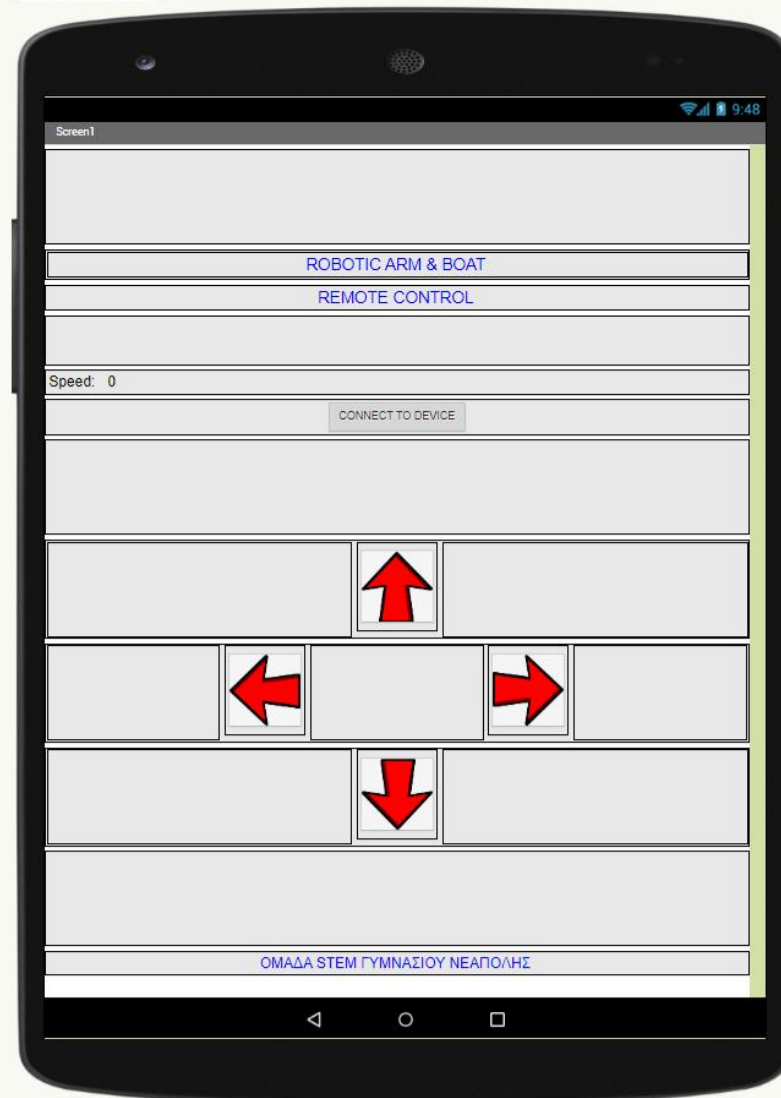 9:48
Screen1
ROBOTIC ARM & BOAT
REMOTE CONTROL
Speed: 0
CONNECT TO DEVICE
ΟΜΑΔΑ STEM ΓΥΜΝΑΣΙΟΥ ΝΕΑΠΟΛΗΣ